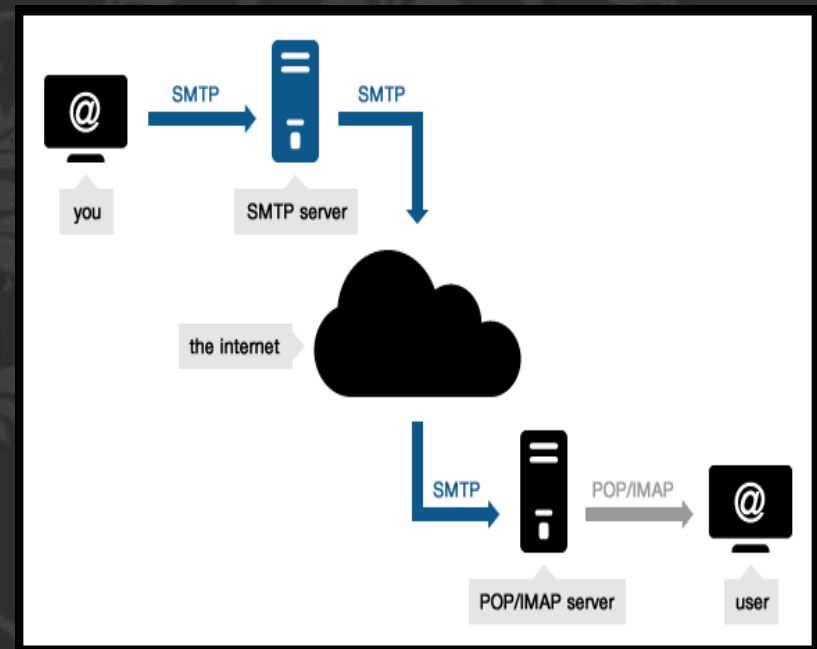 SMTP
SMTP
@
you
SMTP server
the internet
SMTP
POP/IMAP
@
POP/IMAP server
user